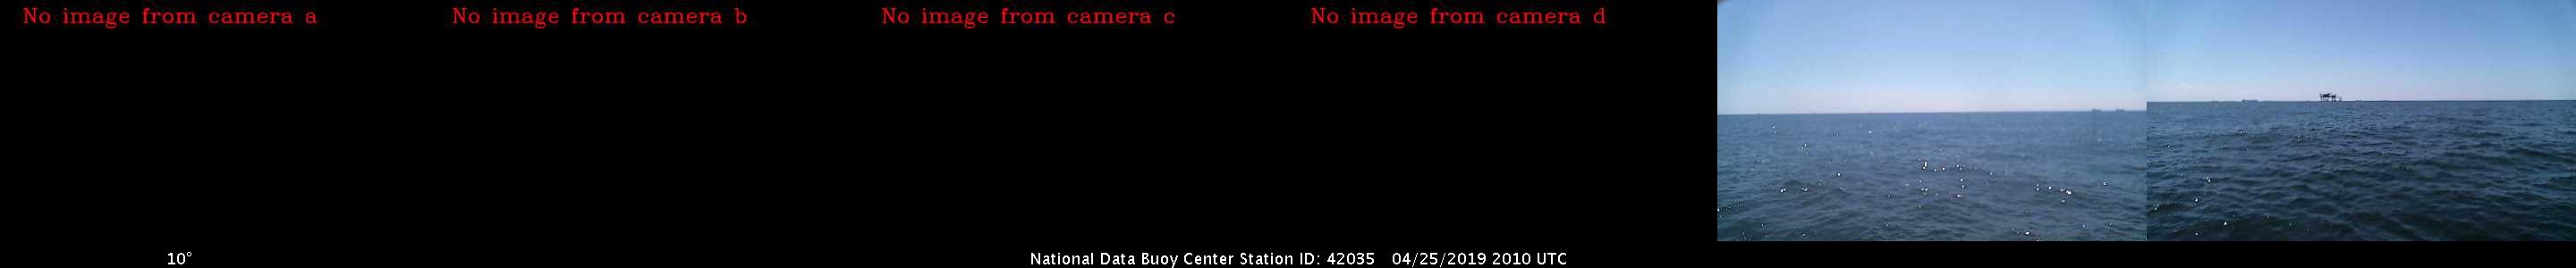 No image from camera a
No image from camera b
No image from camera c
No image from camera d
10°
National Data Buoy Center Station ID: 42035 04/25/2019 2010 UTC